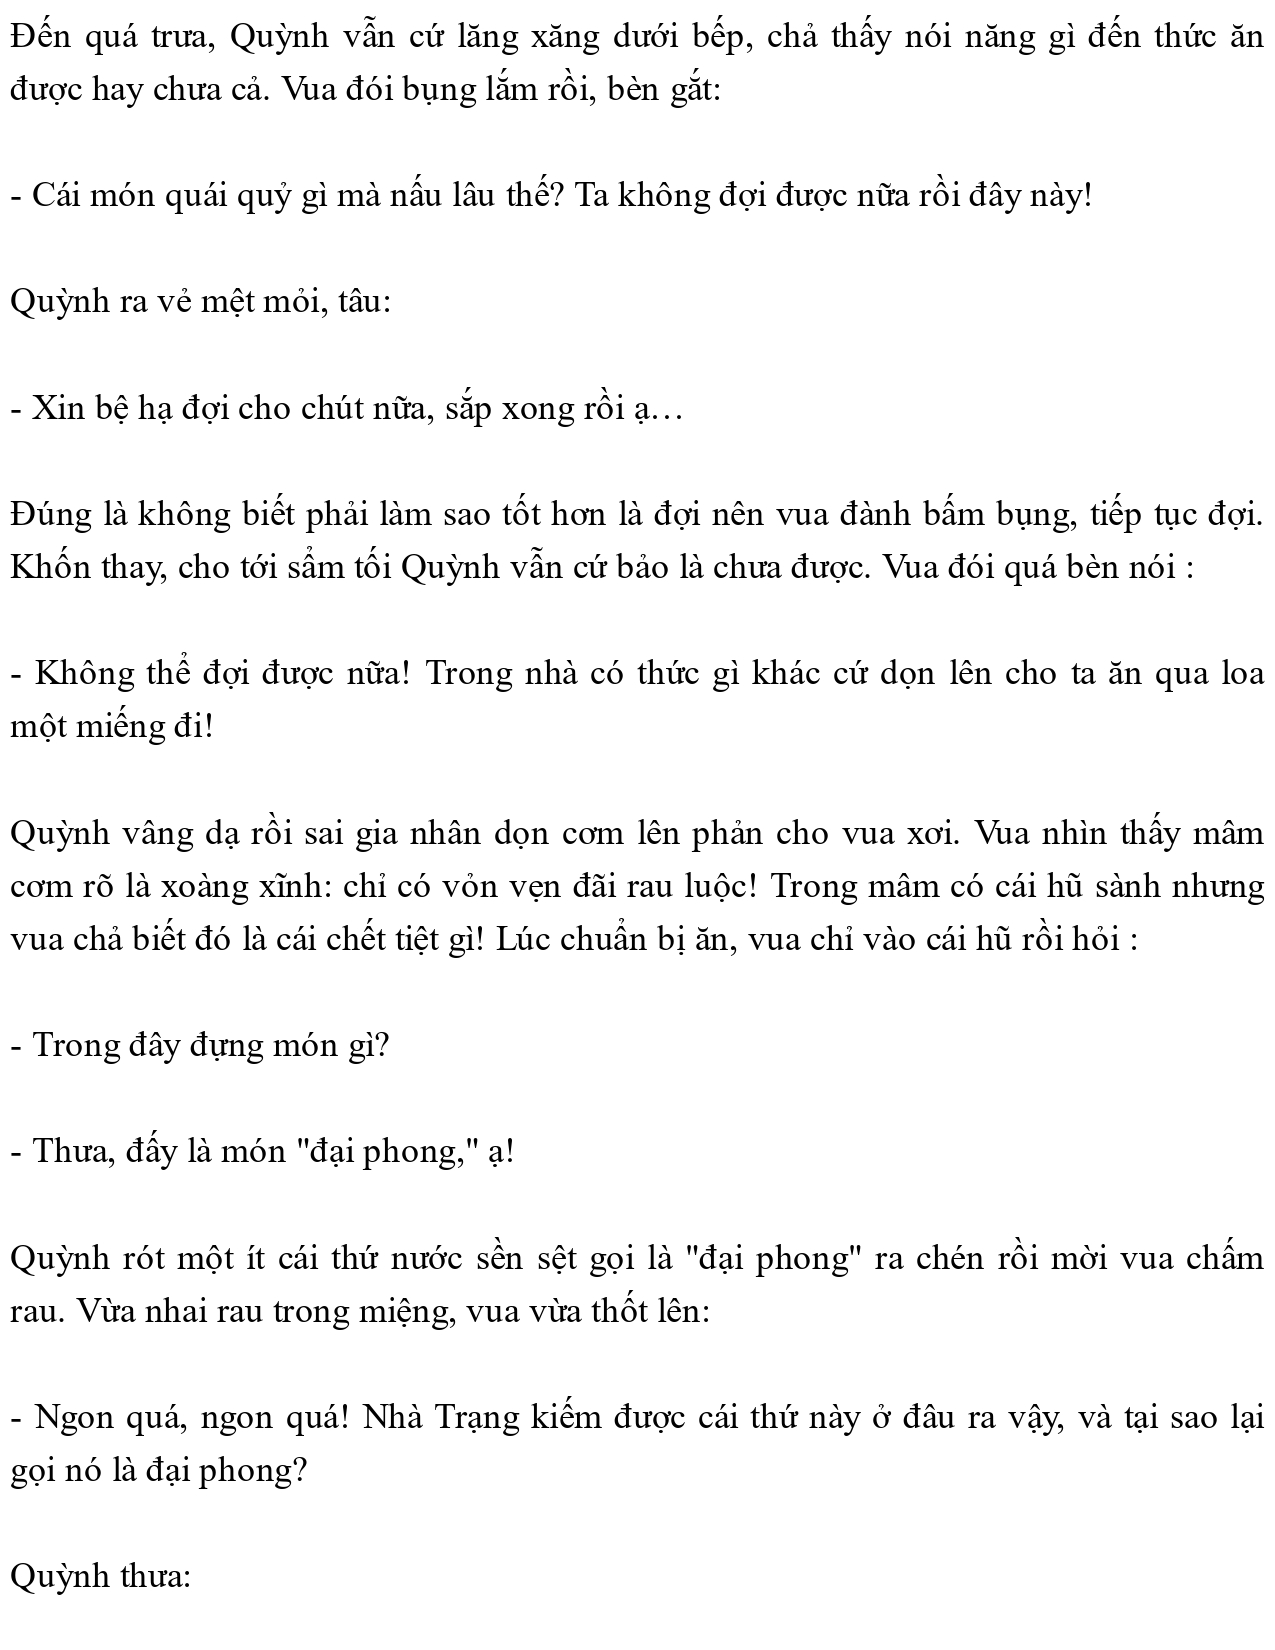 Đến quá trưa, Quỳnh vẫn cứ lăng xăng dưới bếp, chả thấy nói năng gì đến thức ăn
được hay chưa cả. Vua đói bụng lắm rồi, bèn gắt:
- Cái món quái quỷ gì mà nấu lâu thế? Ta không đợi được nữa rồi đây này!
Quỳnh ra vẻ mệt mỏi, tâu:
- Xin bệ hạ đợi cho chút nữa, sắp xong rồi ạ…
Đúng là không biết phải làm sao tốt hơn là đợi nên vua đành bấm bụng, tiếp tục đợi.
Khốn thay, cho tới sẩm tối Quỳnh vẫn cứ bảo là chưa được. Vua đói quá bèn nói :
- Không thể đợi được nữa! Trong nhà có thức gì khác cứ dọn lên cho ta ăn qua loa
một miếng đi!
Quỳnh vâng dạ rồi sai gia nhân dọn cơm lên phản cho vua xơi. Vua nhìn thấy mâm
cơm rõ là xoàng xĩnh: chỉ có vỏn vẹn đãi rau luộc! Trong mâm có cái hũ sành nhưng
vua chả biết đó là cái chết tiệt gì! Lúc chuẩn bị ăn, vua chỉ vào cái hũ rồi hỏi :
- Trong đây đựng món gì?
- Thưa, đấy là món "đại phong," ạ!
Quỳnh rót một ít cái thứ nước sền sệt gọi là "đại phong" ra chén rồi mời vua chấm
rau. Vừa nhai rau trong miệng, vua vừa thốt lên:
- Ngon quá, ngon quá! Nhà Trạng kiếm được cái thứ này ở đâu ra vậy, và tại sao lại
gọi nó là đại phong?
Quỳnh thưa: